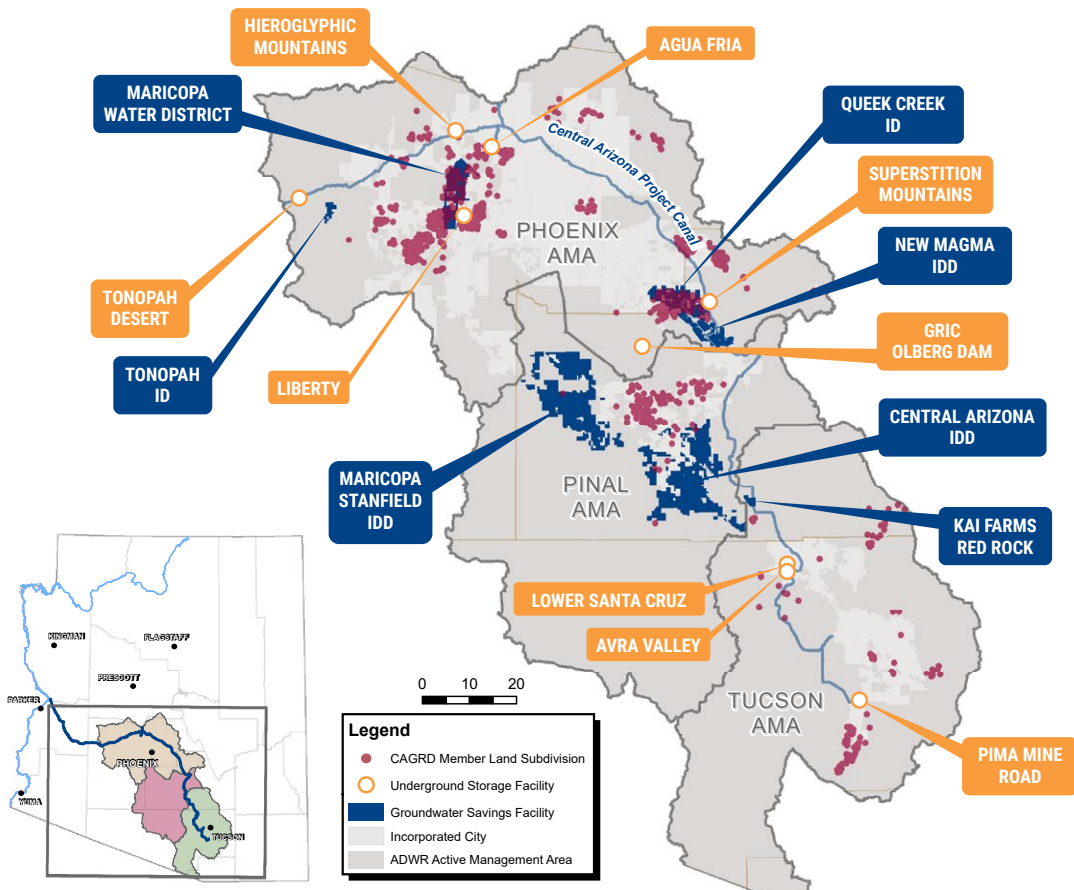 HIEROGLYPHIC
MOUNTAINS
AGUA FRIA
MARICOPA
WATER DISTRICT
QUEEK CREEK
ID
Central Arizona Project Canal
SUPERSTITION
MOUNTAINS
PHOENIX
AMA
NEW MAGMA
IDD
TONOPAH
DESERT
GRIC
OLBERG DAM
TONOPAH
ID
LIBERTY
CENTRAL ARIZONA
IDD
MARICOPA
STANFIELD
IDD
PINAL
AMA
KAI FARMS
RED ROCK
LOWER SANTA CRUZ
AVRA VALLEY
TUCSON
AMA
PIMA MINE
ROAD
KINGMAN
FLAGSTAFF
PRESCOTT
PARKER
PHOENIX
YUMA
TUCSON
0 10 20
Legend
CAGRD Member Land Subdivision
Underground Storage Facility
Groundwater Savings Facility
Incorporated City
ADWR Active Management Area